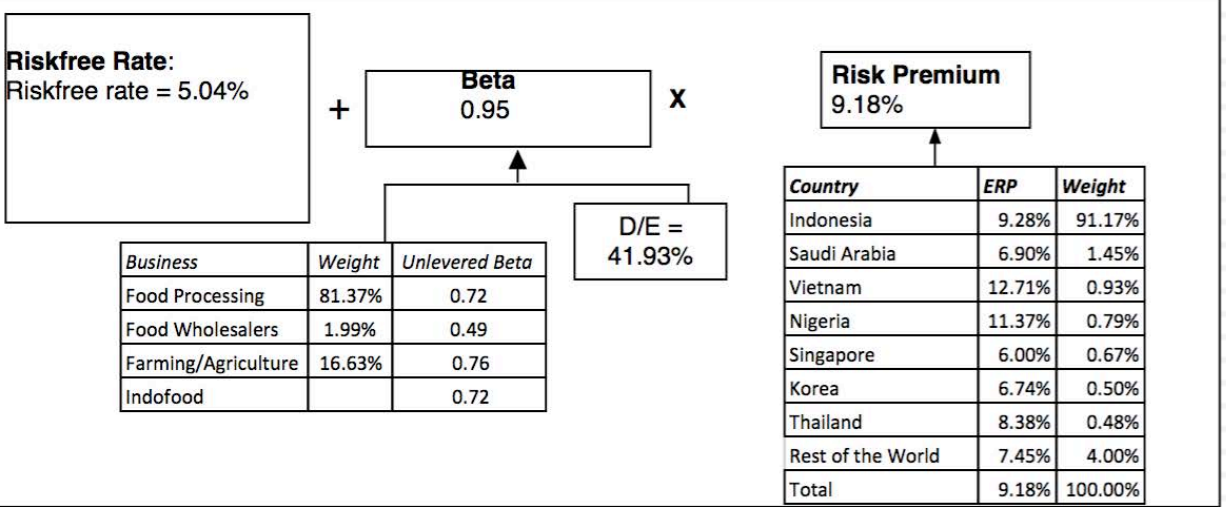 Riskfree Rate:
Riskfree rate = 5.04%
+
Beta
0.95
X
Risk Premium
9.18%
D/E =
41.93%
Business Weight Unlevered Beta
Food Processing 81.37% 0.72
Food Wholesalers 1.99% 0.49
Farming/Agriculture 16.63% 0.76
Indofood 0.72
Country ERP Weight
Indonesia 9.28% 91.17%
Saudi Arabia 6.90% 1.45%
Vietnam 12.71% 0.93%
Nigeria 11.37% 0.79%
Singapore 6.00% 0.67%
Korea 6.74% 0.50%
Thailand 8.38% 0.48%
Rest of the World 7.45% 4.00%
Total 9.18% 100.00%